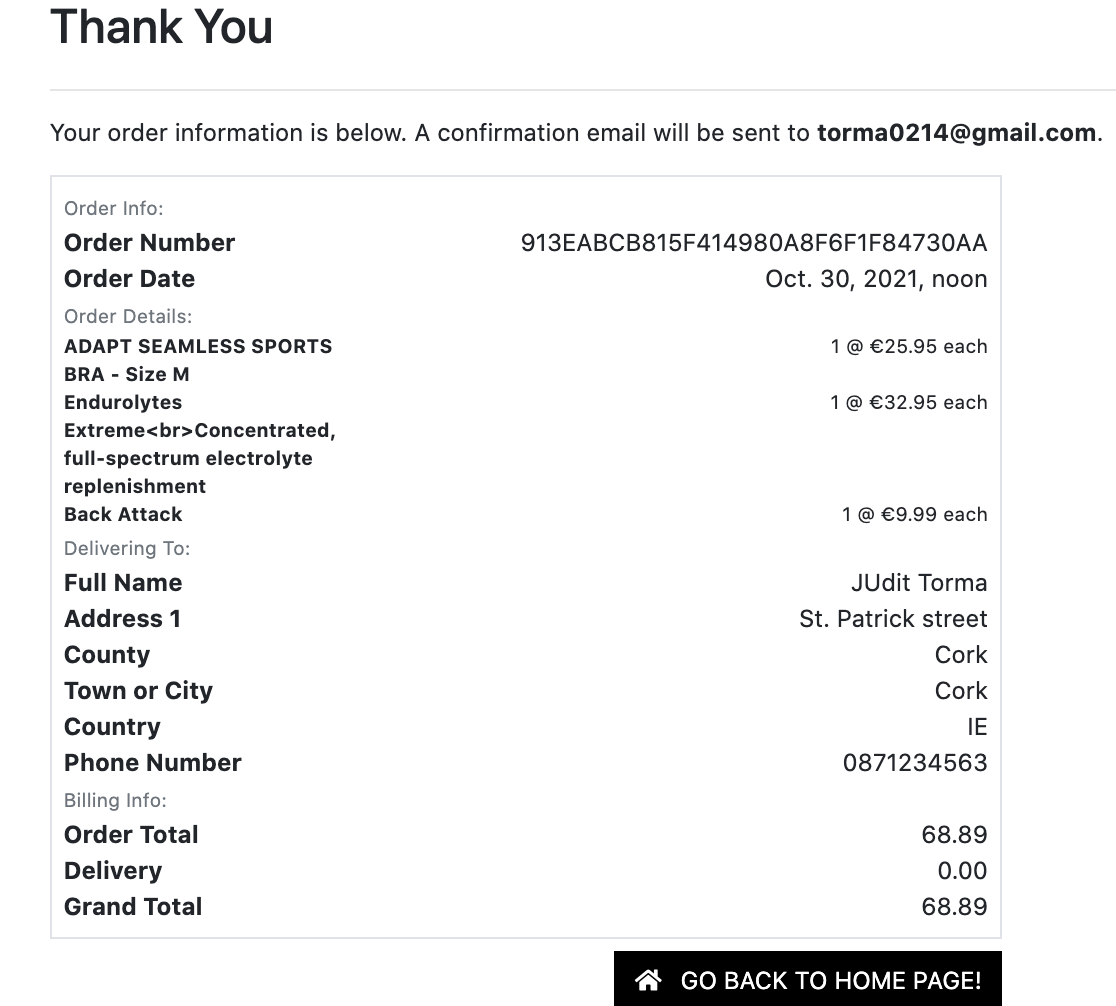 Thank You
Your order information is below. A confirmation email will be sent to torma0214@gmail.com.
Order Info:
Order Number 913EABCB815F414980A8F6F1F84730AA
Order Date Oct. 30, 2021, noon
Order Details:
ADAPT SEAMLESS SPORTS 1 @ €25.95 each
BRA - Size M
Endurolytes 1 @ €32.95 each
Extreme<br>Concentrated,
full-spectrum electrolyte
replenishment
Back Attack 1 @ €9.99 each
Delivering To:
Full Name JUdit Torma
Address 1 St. Patrick street
County Cork
Town or City Cork
Country IE
Phone Number 0871234563
Billing Info:
Order Total 68.89
Delivery 0.00
Grand Total 68.89
GO BACK TO HOME PAGE!